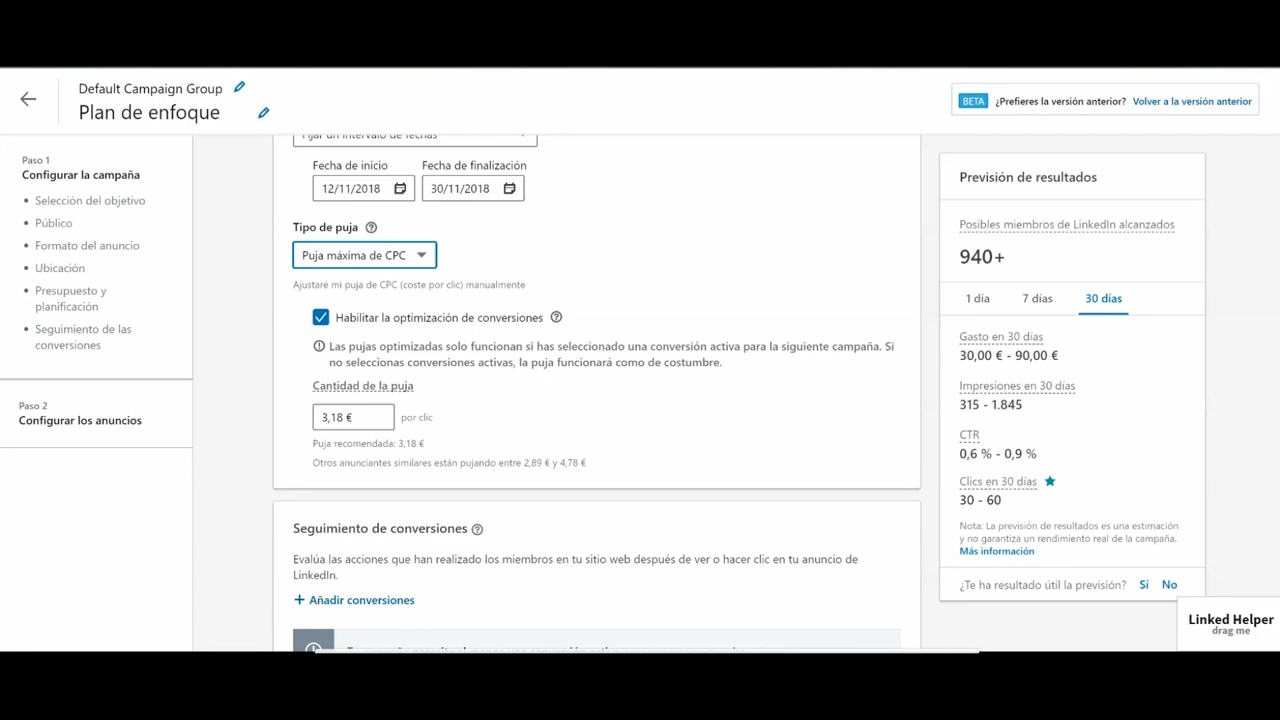 Default Campaign Group
Plan de enfoque
BETA ¿Prefieres la versión anterior? Volver a la versión anterior
Paso 1
Configurar la campaña
Selección del objetivo
Público
Formato del anuncio
Ubicación
Presupuesto y
planificación
Seguimiento de las
conversiones
Paso 2
Configurar los anuncios
Fijar un intervalo de fechas
Fecha de inicio Fecha de finalización
12/11/2018 30/11/2018
Tipo de puja
Puja máxima de CPC
Ajustaré mi puja de CPC (coste por clic) manualmente
Habilitar la optimización de conversiones
Las pujas optimizadas solo funcionan si has seleccionado una conversión activa para la siguiente campaña. Si
no seleccionas conversiones activas, la puja funcionará como de costumbre.
Cantidad de la puja
3,18 € por clic
Puja recomendada: 3,18 €
Otros anunciantes similares están pujando entre 2,89 € y 4,78 €
Seguimiento de conversiones
Evalúa las acciones que han realizado los miembros en tu sitio web después de ver o hacer clic en tu anuncio de
LinkedIn.
+ Añadir conversiones
Previsión de resultados
Posibles miembros de LinkedIn alcanzados
940+
1 día 7 días 30 días
Gasto en 30 días
30,00 € - 90,00 €
Impresiones en 30 días
315 - 1.845
CTR
0,6 % - 0,9 %
Clics en 30 días
30 - 60
Nota: La previsión de resultados es una estimación
y no garantiza un rendimiento real de la campaña.
Más información
¿Te ha resultado útil la previsión? Sí No
Linked Helper
drag me